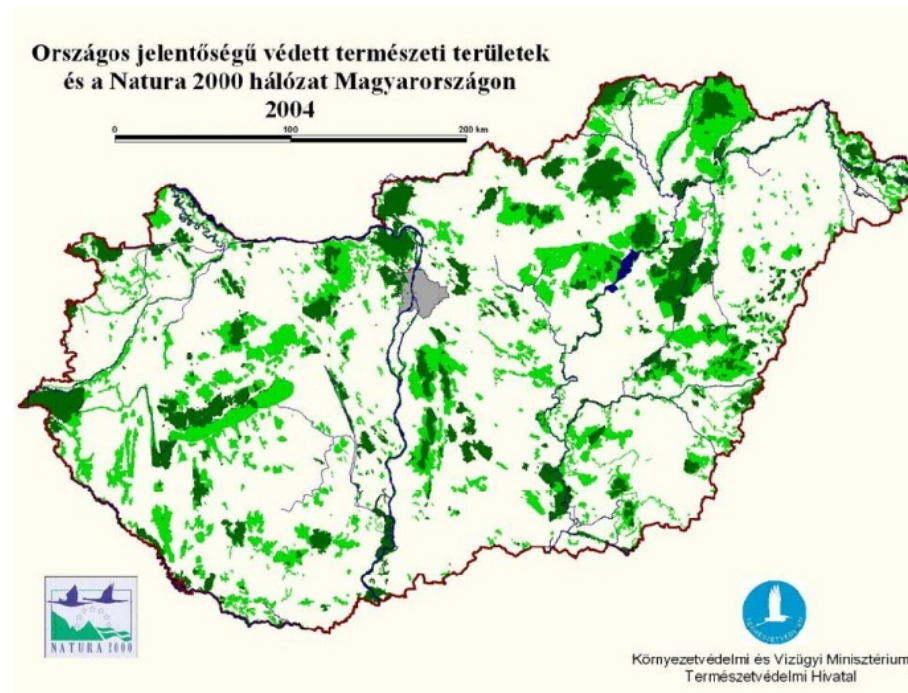 Országos jelentőségű védett természeti területek
és a Natura 2000 hálózat Magyarországon
2004
0 100 200 km
NATURA 2000
Környezetvédelmi és Vizügyi Minisztérium
Természetvédelmi Hivatal